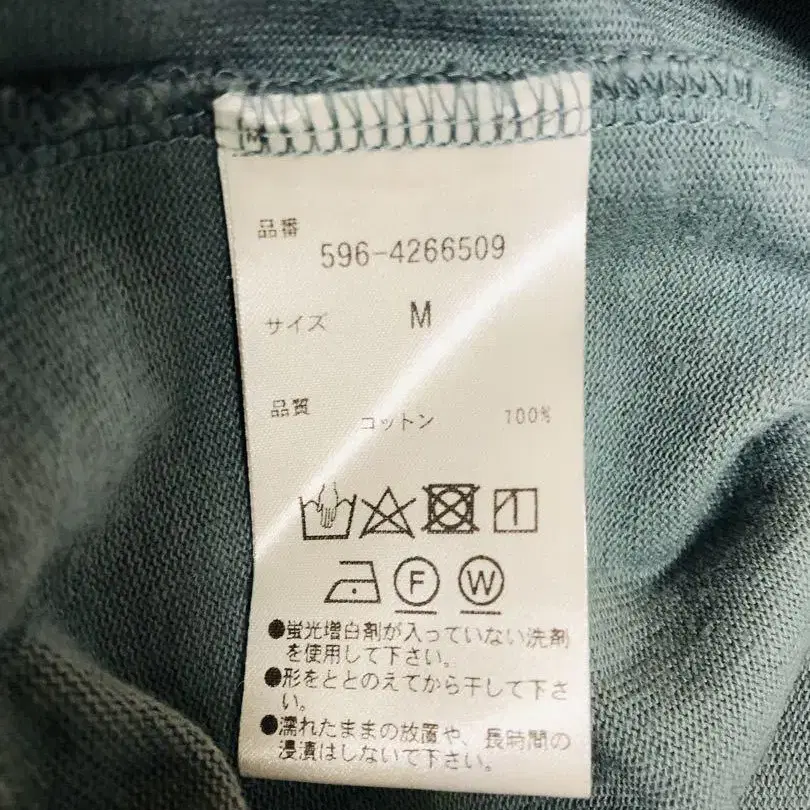 品番
596-4266509
サイズ M
品質 コットン 100%
F W
●蛍光増白剤が入っていない洗剤
を使用して下さい。
●形をととのえてから干して下さ
い。
●濡れたままの放置や、長時間の
浸漬はしないで下さい。